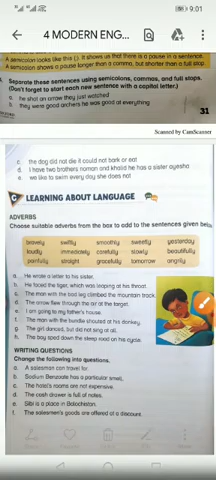 9:01
4 MODERN ENG...
A semicolon looks like this (;). It shows us that there is a pause in a sentence.
A semicolon shows a pause longer than a comma, but shorter than a full stop.
Separate these sentences using semicolons, commas, and full stops.
(Don't forget to start each new sentence with a capital letter.)
a. he shot an arrow they just watched
b. they were good archers he was good at everything
31
Scanned by CamScanner
c. the dog did not die it could not bark or eat
d. I have two brothers noman and khalid he has a sister ayesha
e. we like to swim every day she does not
C LEARNING ABOUT LANGUAGE
ADVERBS
Choose suitable adverbs from the box to add to the sentences given below.
bravely swiftly smoothly sweetly yesterday
loudly immediately carefully slowly beautifully
painfully straight gracefully tomorrow angrily
a. He wrote a letter to his sister.
b. He faced the tiger, which was leaping at his throat.
c. The man with the bad leg climbed the mountain track.
d. The arrow flew through the air at the target.
e. I am going to my father's house.
f. The man with the bundle shouted at his donkey.
g. The girl danced, but did not sing at all.
h. The boy sped down the steep road on his cycle.
WRITING QUESTIONS
Change the following into questions.
a. A salesman can travel far.
b. Sodium Benzoate has a particular smell.
c. The hotel's rooms are not expensive.
d. The cash drawer is full of notes.
e. Sibi is a place in Balochistan.
f. The salesmen's goods are offered at a discount.